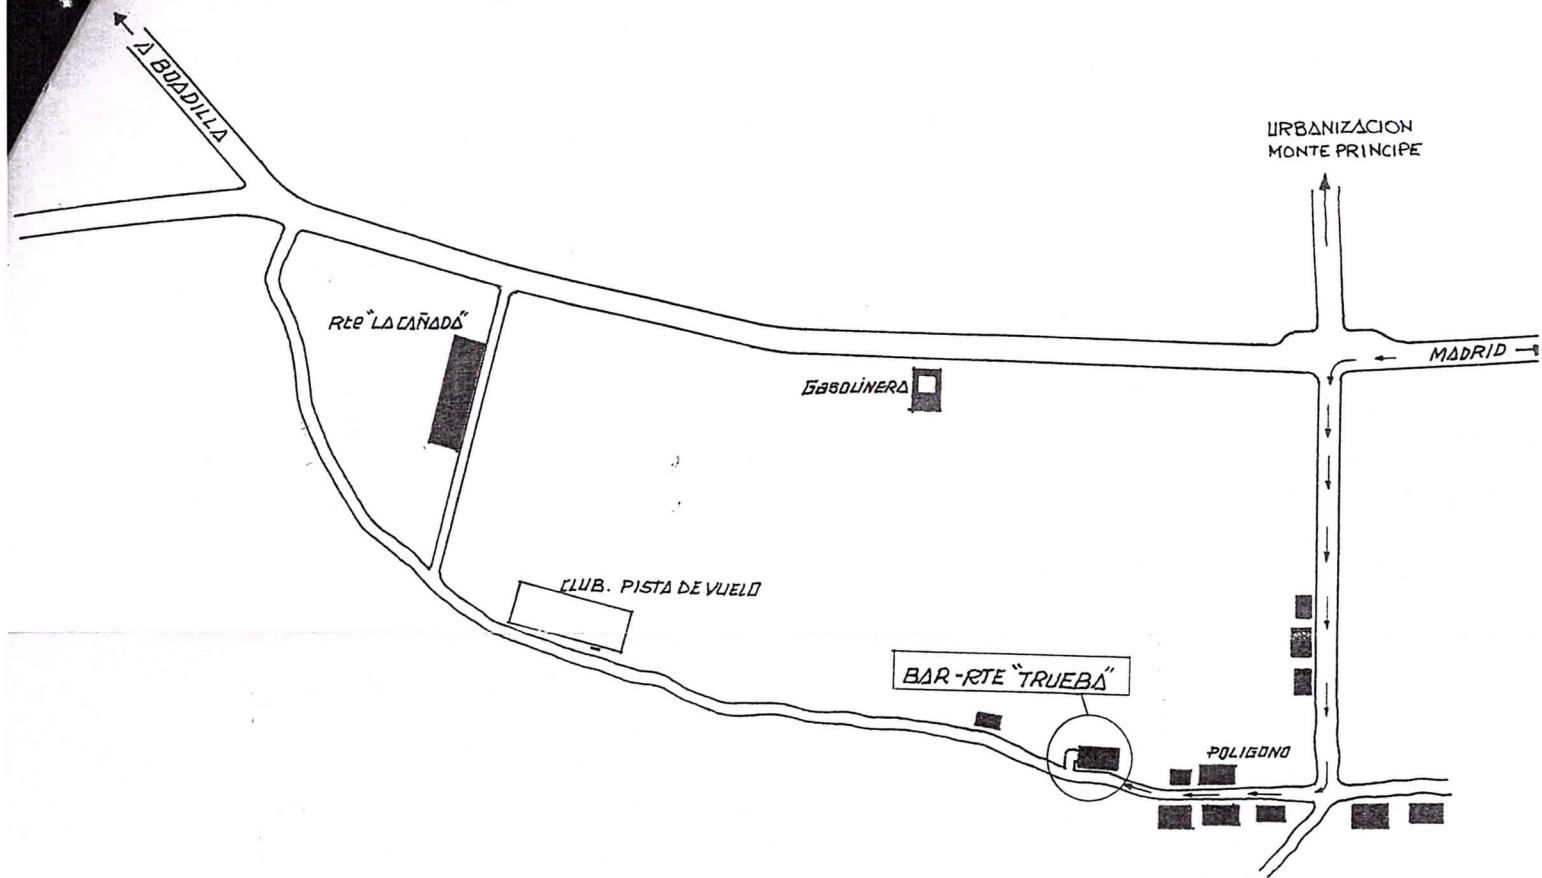 A BOADILLA
URBANIZACION
MONTE PRINCIPE
Rte "LA CAÑADA"
MADRID
Gasolinera
CLUB. PISTA DE VUELO
BAR-RTE "TRUEBA"
POLIGONO